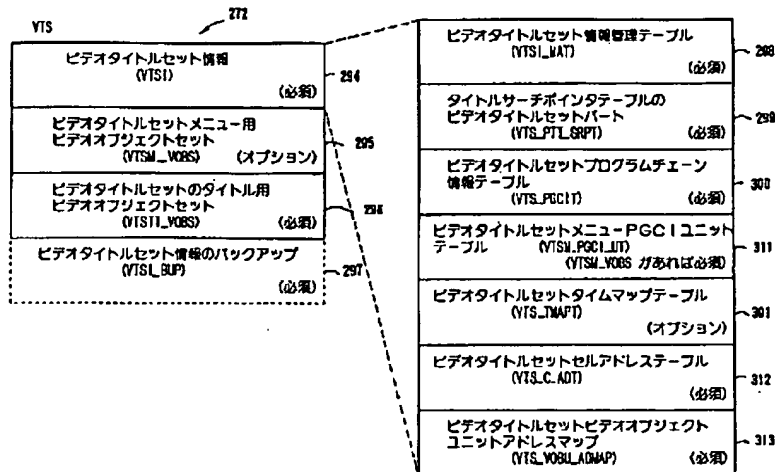 VTS
272
ビデオタイトルセット情報
(VTSI)
(必須)
294
ビデオタイトルセットメニュー用
ビデオオブジェクトセット
(VTSM_VOBS) (オプション)
295
ビデオタイトルセットのタイトル用
ビデオオブジェクトセット
(VTSTT_VOBS) (必須)
296
ビデオタイトルセット情報のバックアップ
(VTSI_BUP)
(必須)
297
ビデオタイトルセット情報管理テーブル
(VTSI_MAT)
(必須)
298
タイトルサーチポインタテーブルの
ビデオタイトルセットパート
(VTS_PTT_SRPT) (必須)
299
ビデオタイトルセットプログラムチェーン
情報テーブル
(VTS_PGCIT) (必須)
300
ビデオタイトルセットメニューPGCIユニット
テーブル (VTSM_PGCI_UT)
(VTSM_VOBS があれば必須)
311
ビデオタイトルセットタイムマップテーブル
(VTS_TMAPT)
(オプション)
301
ビデオタイトルセットセルアドレステーブル
(VTS_C_ADT)
(必須)
312
ビデオタイトルセットビデオオブジェクト
ユニットアドレスマップ
(VTS_VOBU_ADMAP) (必須)
313